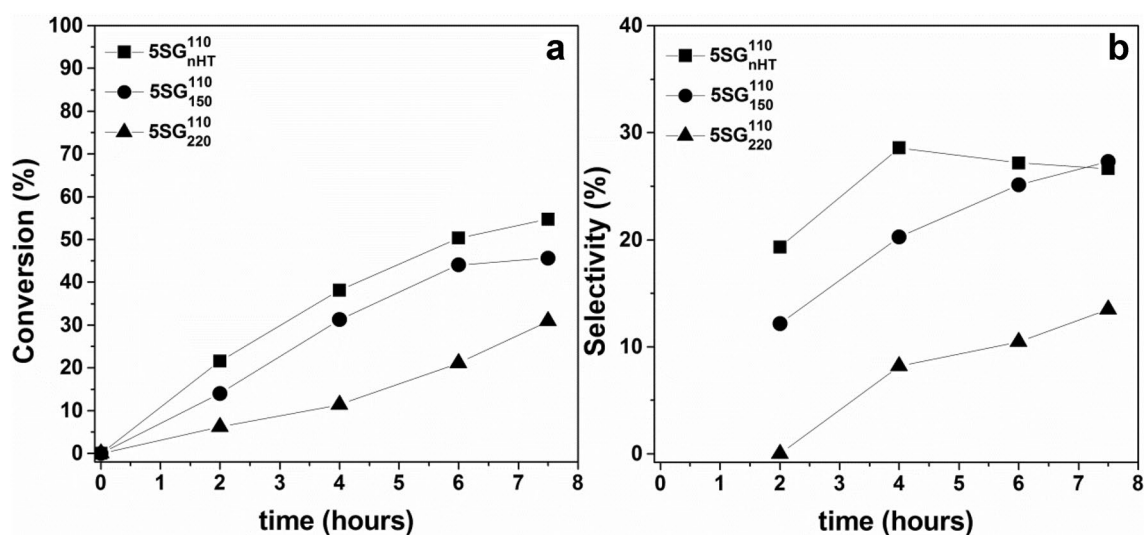 a
5SG110nHT
5SG110150
5SG110220
Conversion (%)
100
90
80
70
60
50
40
30
20
10
0
0 1 2 3 4 5 6 7 8
time (hours)
b
5SG110nHT
5SG110150
5SG110220
Selectivity (%)
40
30
20
10
0
0 1 2 3 4 5 6 7 8
time (hours)